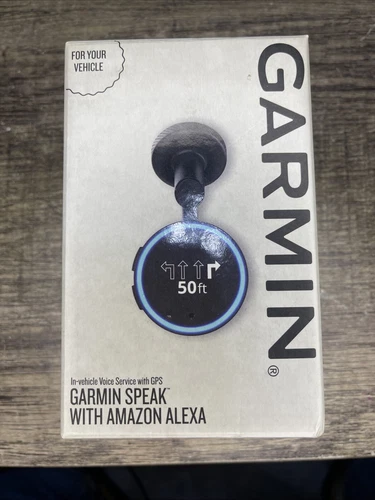 FOR YOUR
VEHICLE
GARMIN®
50ft
In-vehicle Voice Service with GPS
GARMIN SPEAK™
WITH AMAZON ALEXA